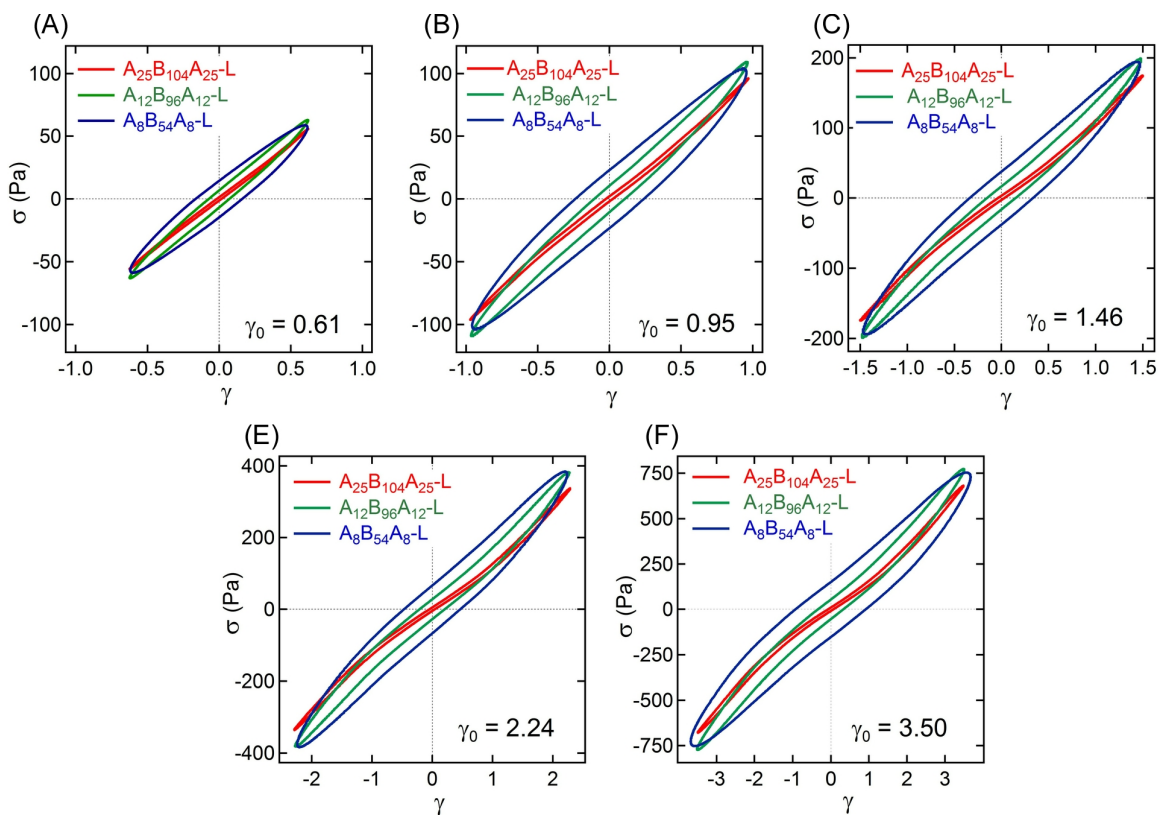 (A)
A₂₅B₁₀₄A₂₅-L
A₁₂B₉₆A₁₂-L
A₈B₅₄A₈-L
100
50
0
-50
-100
σ (Pa)
γ₀ = 0.61
-1.0 -0.5 0.0 0.5 1.0
γ
(B)
A₂₅B₁₀₄A₂₅-L
A₁₂B₉₆A₁₂-L
A₈B₅₄A₈-L
100
50
0
-50
-100
σ (Pa)
γ₀ = 0.95
-1.0 -0.5 0.0 0.5 1.0
γ
(C)
A₂₅B₁₀₄A₂₅-L
A₁₂B₉₆A₁₂-L
A₈B₅₄A₈-L
200
100
0
-100
-200
σ (Pa)
γ₀ = 1.46
-1.5 -1.0 -0.5 0.0 0.5 1.0 1.5
γ
(E)
A₂₅B₁₀₄A₂₅-L
A₁₂B₉₆A₁₂-L
A₈B₅₄A₈-L
400
200
0
-200
-400
σ (Pa)
γ₀ = 2.24
-2 -1 0 1 2
γ
(F)
A₂₅B₁₀₄A₂₅-L
A₁₂B₉₆A₁₂-L
A₈B₅₄A₈-L
750
500
250
0
-250
-500
-750
σ (Pa)
γ₀ = 3.50
-3 -2 -1 0 1 2 3
γ